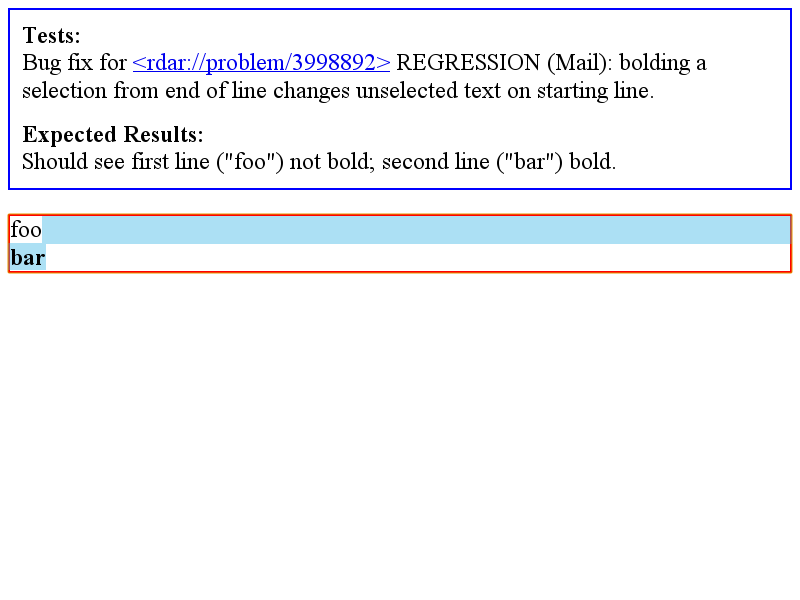 Tests:
Bug fix for <rdar://problem/3998892> REGRESSION (Mail): bolding a
selection from end of line changes unselected text on starting line.
Expected Results:
Should see first line ("foo") not bold; second line ("bar") bold.
foo
bar